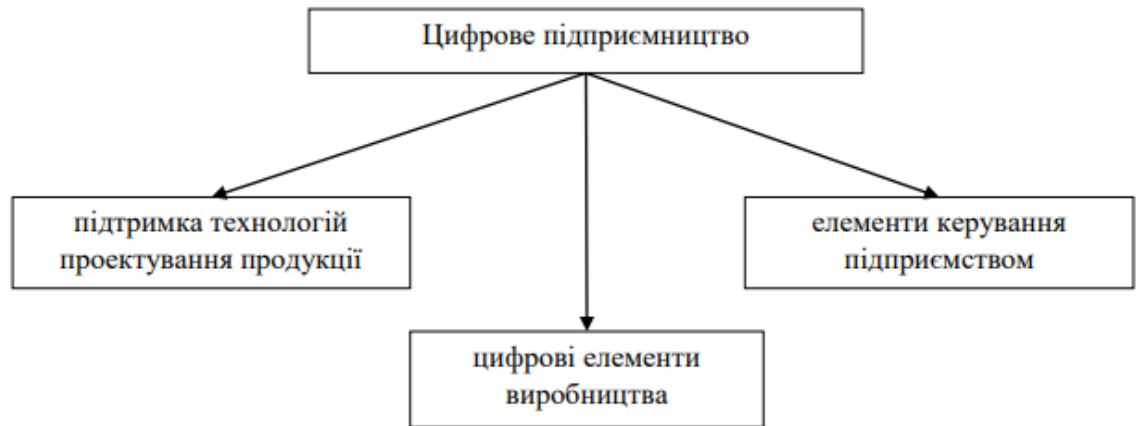 Цифрове підприємництво
підтримка технологій
проектування продукції
елементи керування
підприємством
цифрові елементи
виробництва